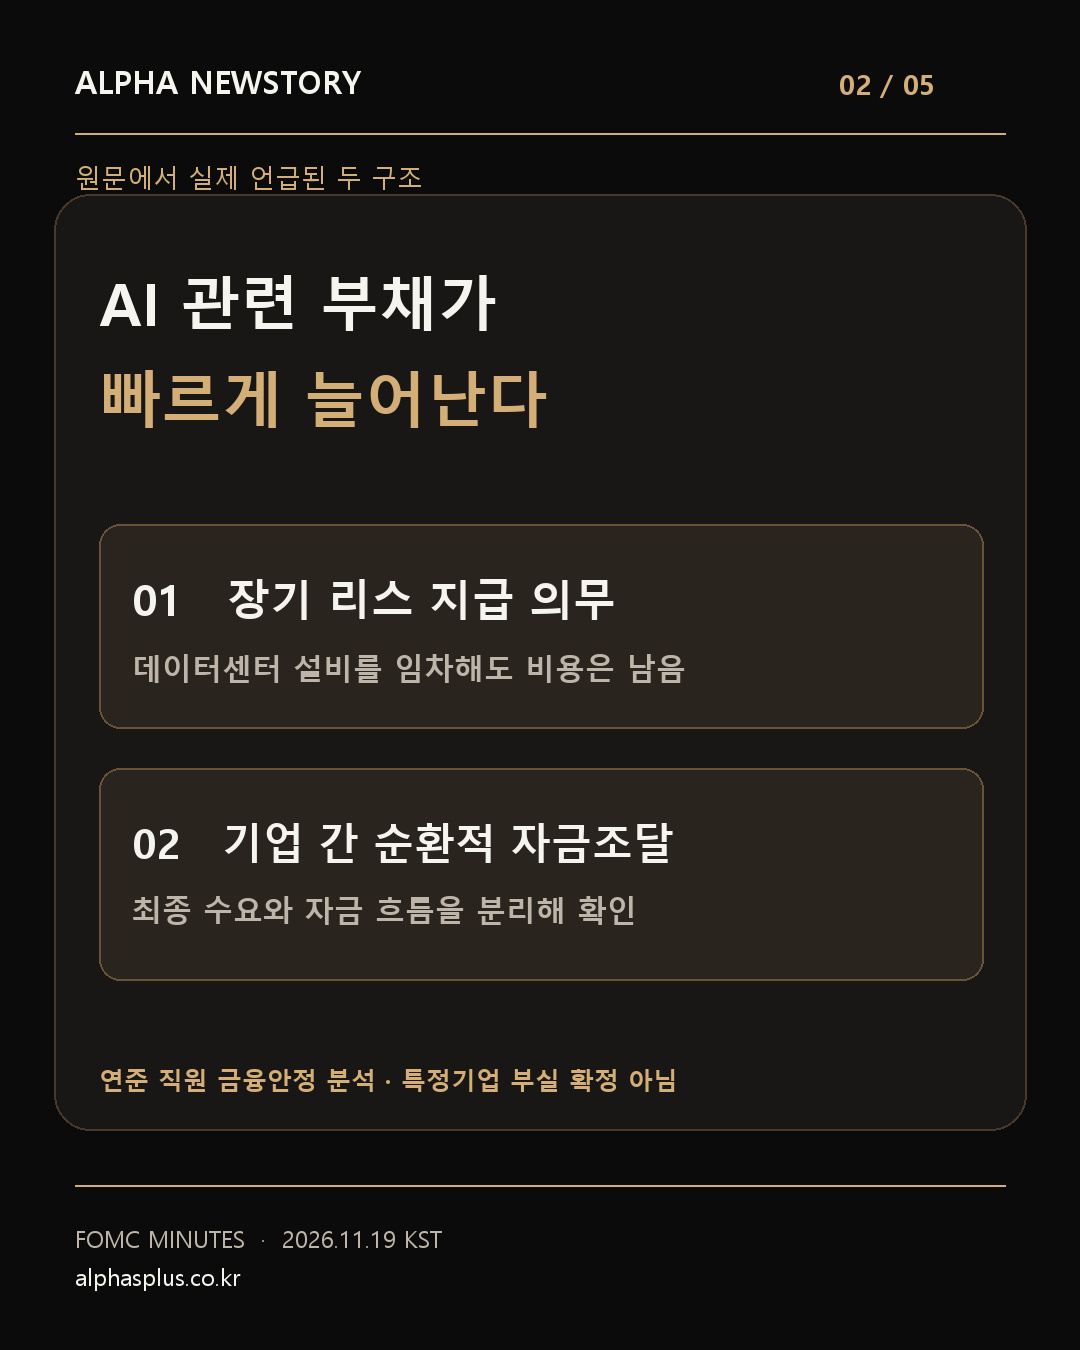 ALPHA NEWSTORY
02 / 05
원문에서 실제 언급된 두 구조
AI 관련 부채가
빠르게 늘어난다
01 장기 리스 지급 의무
데이터센터 설비를 임차해도 비용은 남음
02 기업 간 순환적 자금조달
최종 수요와 자금 흐름을 분리해 확인
연준 직원 금융안정 분석 · 특정기업 부실 확정 아님
FOMC MINUTES · 2026.11.19 KST
alphasplus.co.kr